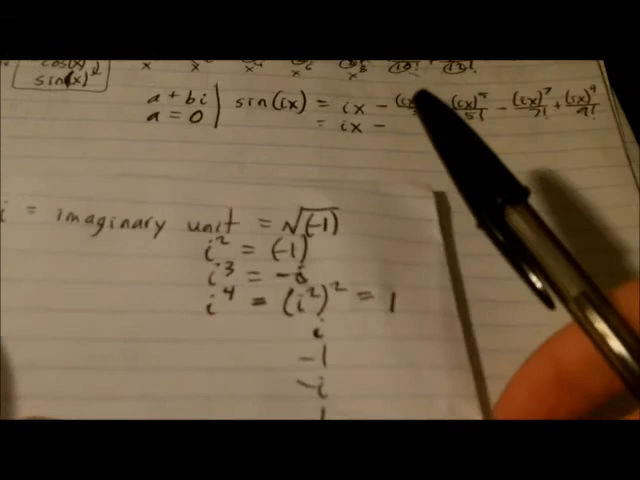 cos(x)
sin(x)
a + bi | sin(ix) = ix - (ix)⁵/5! - (ix)⁷/7! + (ix)⁹/9!
a = 0 | = ix -
i = imaginary unit = √(-1)
i² = (-1)
i³ = -i
i⁴ = (i²)² = 1
i
-1
-i
1